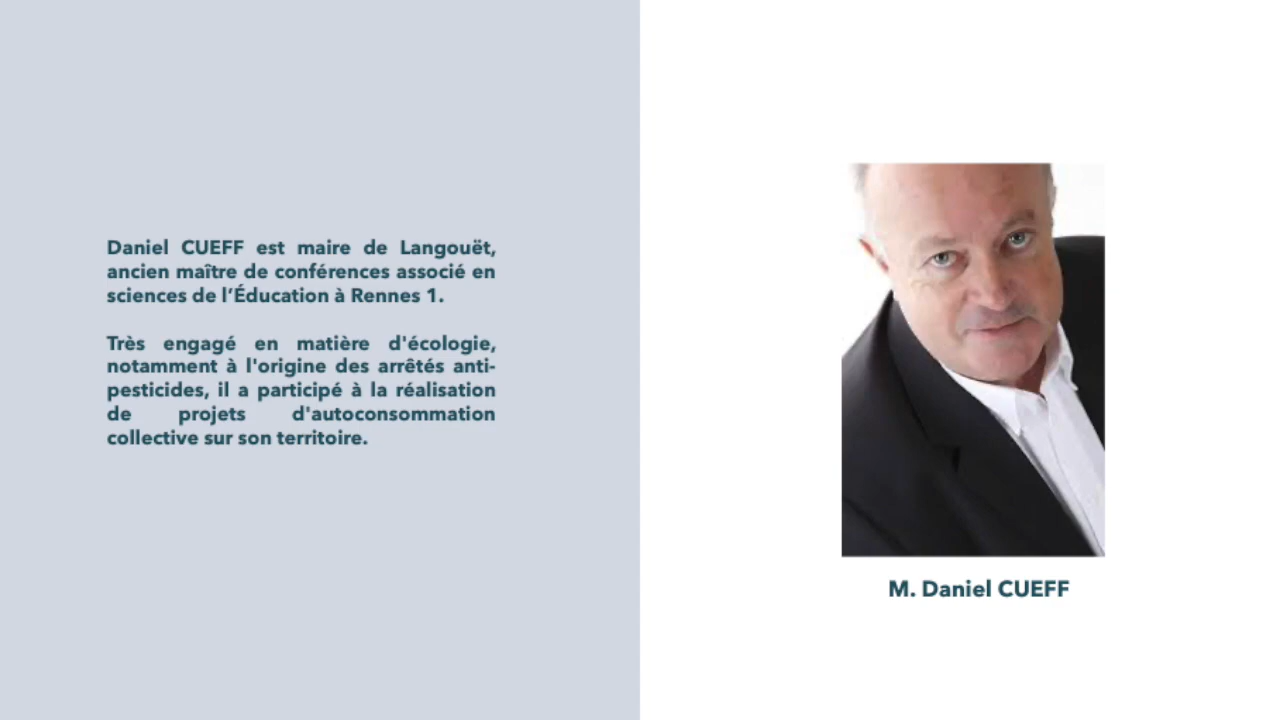 Daniel CUEFF est maire de Langouët,
ancien maître de conférences associé en
sciences de l’Éducation à Rennes 1.
Très engagé en matière d'écologie,
notamment à l'origine des arrêtés anti-
pesticides, il a participé à la réalisation
de projets d'autoconsommation
collective sur son territoire.
M. Daniel CUEFF